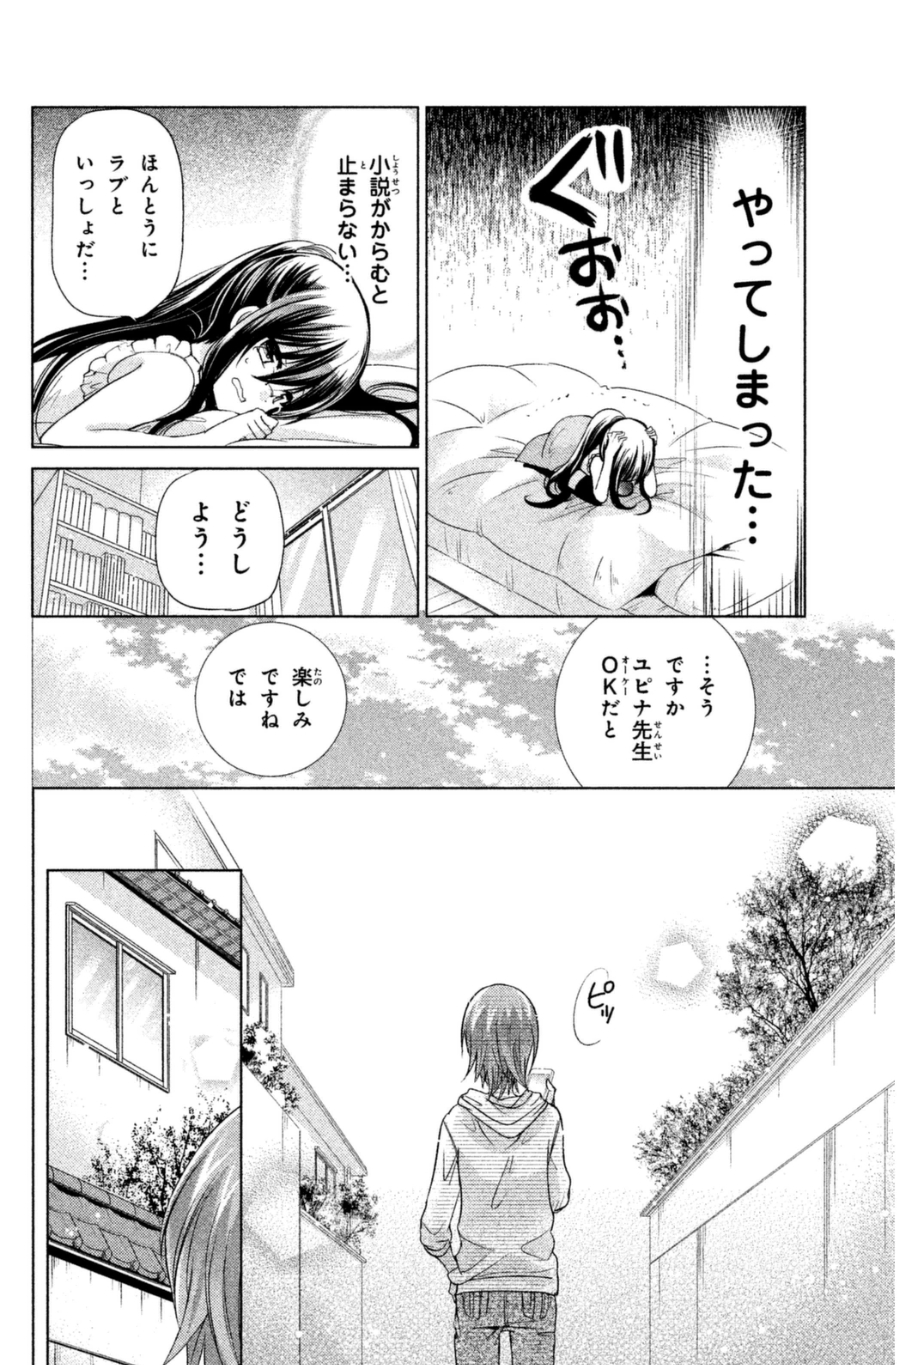 やってしまった…
ぐおお…
小説がからむと
止まらない…
ほんとうに
ラブと
いっしょだ…
どうし
よう…
…そう
ですか
ユピナ先生
OKだと
楽しみ
ですね
では
ピッ